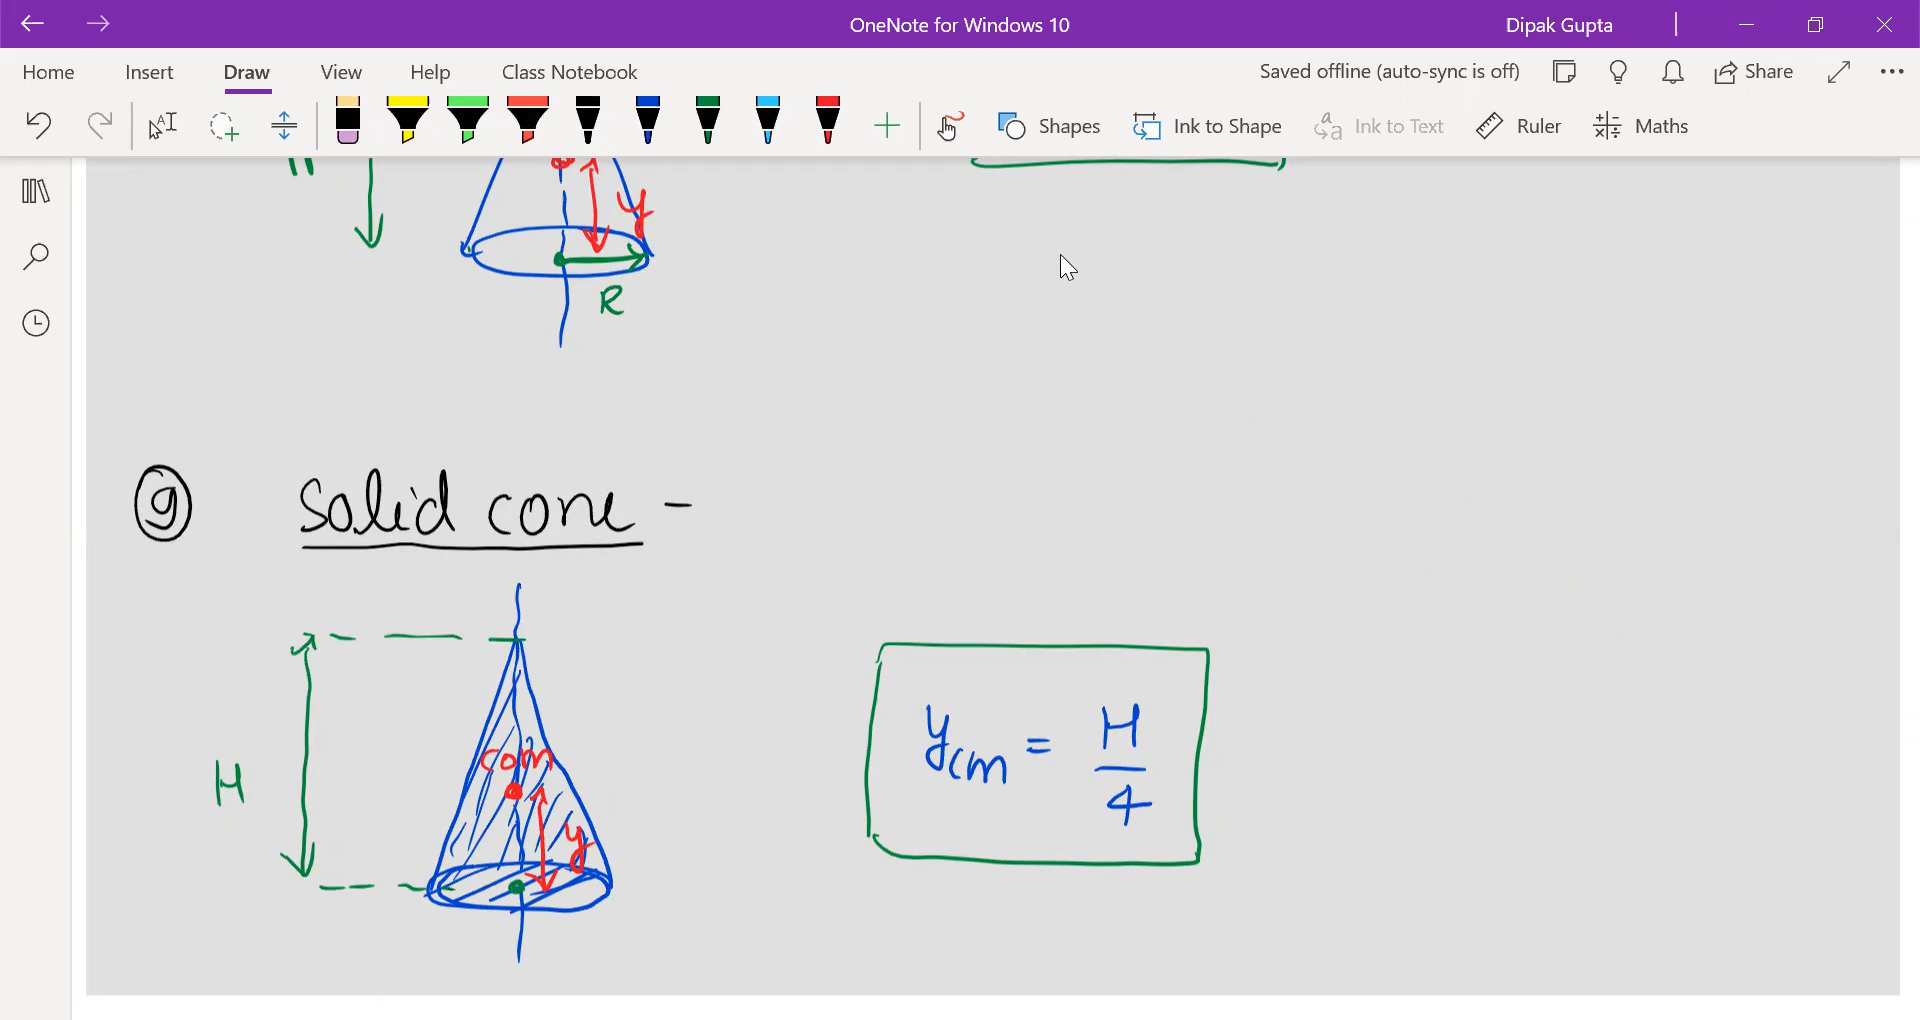 OneNote for Windows 10
Dipak Gupta
Home Insert Draw View Help Class Notebook
Saved offline (auto-sync is off) Share
Shapes Ink to Shape Ink to Text Ruler Maths
y
R
g solid cone -
H
com
y
ycm = H/4